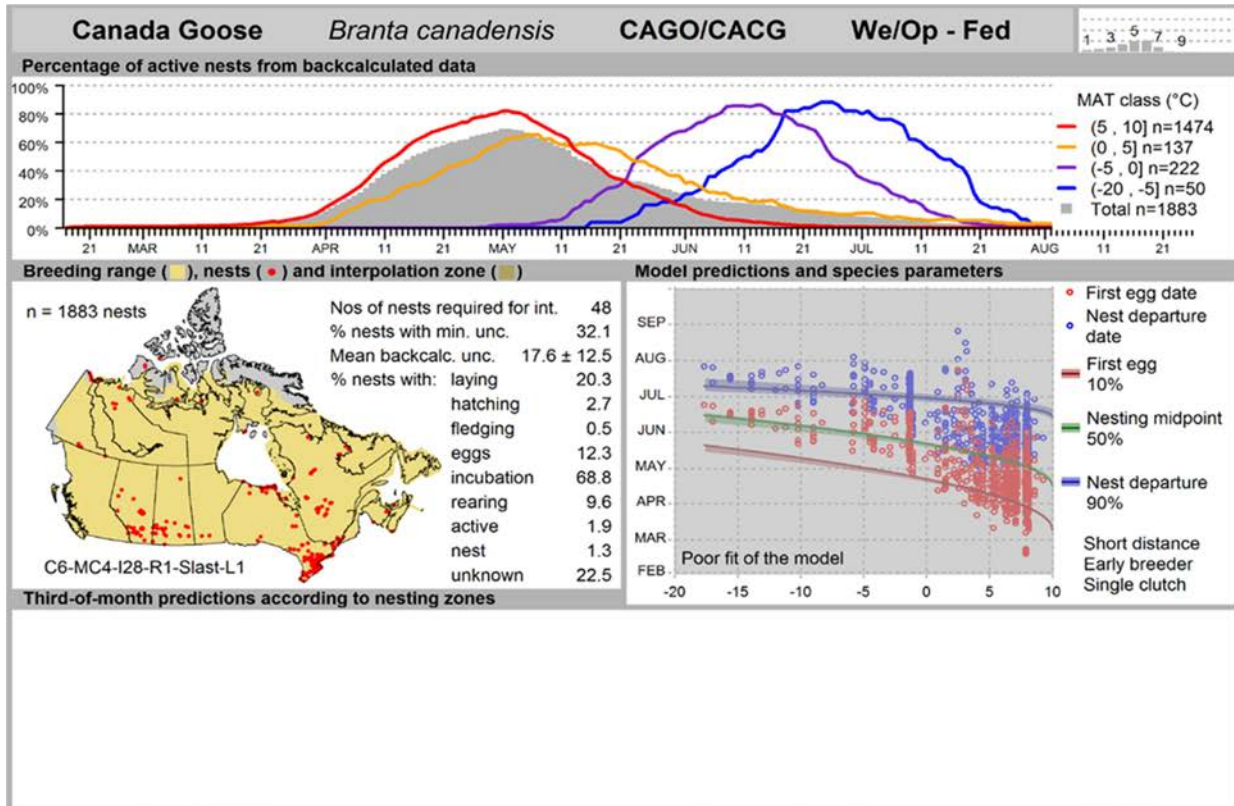 Canada Goose Branta canadensis CAGO/CACG We/Op - Fed
1 3 5 7 9
Percentage of active nests from backcalculated data
100%
80%
60%
40%
20%
0%
21 MAR 11 21 APR 11 21 MAY 11 21 JUN 11 21 JUL 11 21 AUG 11 21
MAT class (°C)
(5 , 10] n=1474
(0 , 5] n=137
(-5 , 0] n=222
(-20 , -5] n=50
Total n=1883
Breeding range ( ), nests ( ) and interpolation zone ( )
n = 1883 nests
Nos of nests required for int. 48
% nests with min. unc. 32.1
Mean backcalc. unc. 17.6 ± 12.5
% nests with: laying 20.3
hatching 2.7
fledging 0.5
eggs 12.3
incubation 68.8
rearing 9.6
active 1.9
nest 1.3
unknown 22.5
C6-MC4-I28-R1-Slast-L1
Model predictions and species parameters
SEP
AUG
JUL
JUN
MAY
APR
MAR
FEB
-20 -15 -10 -5 0 5 10
Poor fit of the model
First egg date
Nest departure
date
First egg
10%
Nesting midpoint
50%
Nest departure
90%
Short distance
Early breeder
Single clutch
Third-of-month predictions according to nesting zones